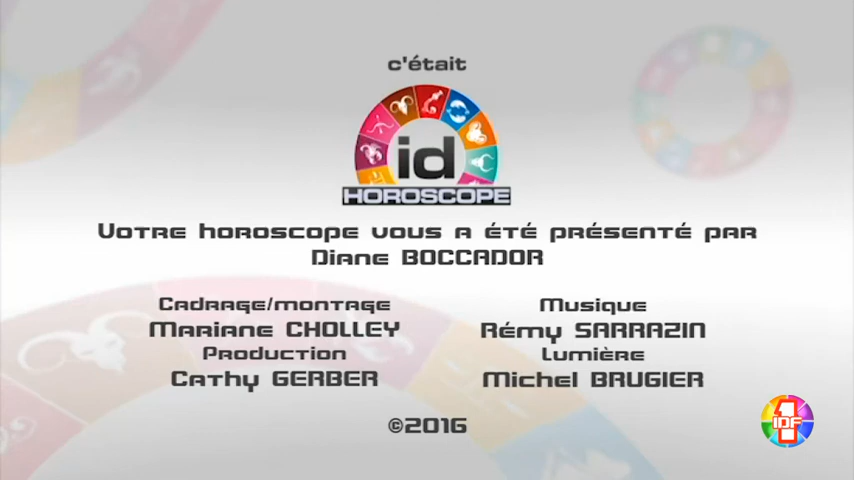 c'était
id
HOROSCOPE
Votre horoscope vous a été présenté par
Diane BOCCADOR
Cadrage/montage
Mariane CHOLLEY
Production
Cathy GERBER
Musique
Rémy SARRAZIN
Lumière
Michel BRUGIER
©2016
1
IDF